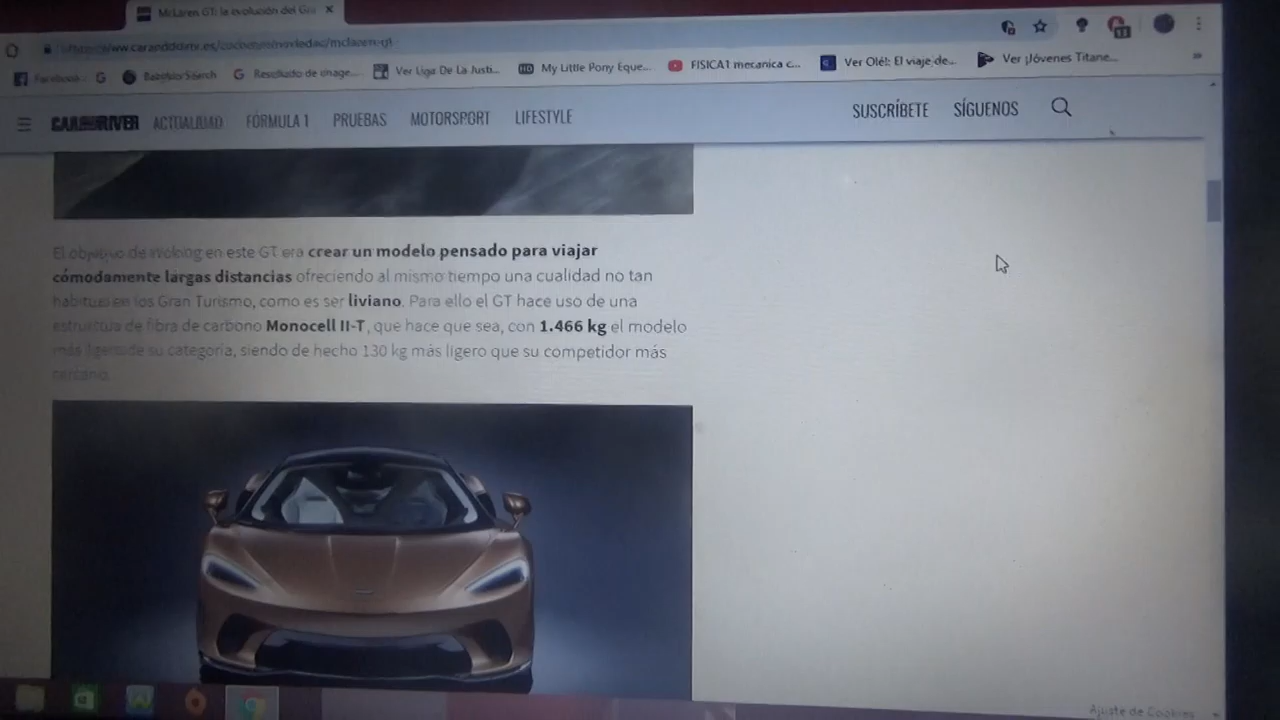 McLaren GT: la evolución del Gra
www.caranddriver.es/coches/novedad/mclaren-gt
Facebook
BabylonSearch
Resultado de image...
Ver Liga De La Justi...
My Little Pony Eque...
FISICA1 mecanica c...
Ver Olé!: El viaje de...
Ver ¡Jóvenes Titane...
»
CAR AND DRIVER
ACTUALIDAD
FÓRMULA 1
PRUEBAS
MOTORSPORT
LIFESTYLE
SUSCRÍBETE
SÍGUENOS
El objetivo de Woking en este GT era crear un modelo pensado para viajar
cómodamente largas distancias ofreciendo al mismo tiempo una cualidad no tan
habitual en los Gran Turismo, como es ser liviano. Para ello el GT hace uso de una
estructura de fibra de carbono Monocell II-T, que hace que sea, con 1.466 kg el modelo
más ligero de su categoría, siendo de hecho 130 kg más ligero que su competidor más
cercano.
Ajuste de Cookies